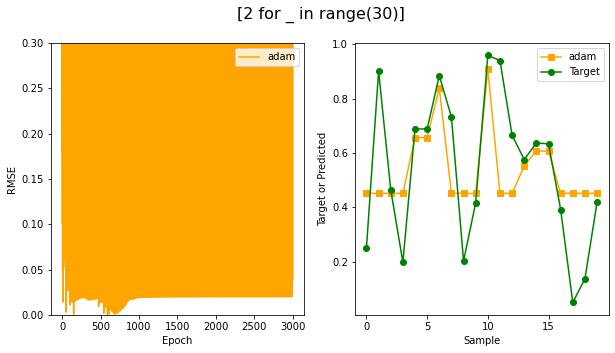 [2 for _ in range(30)]
0.30
0.25
0.20
0.15
0.10
0.05
0.00
RMSE
0 500 1000 1500 2000 2500 3000
Epoch
adam
1.0
0.8
0.6
0.4
0.2
Target or Predicted
0 5 10 15
Sample
adam
Target